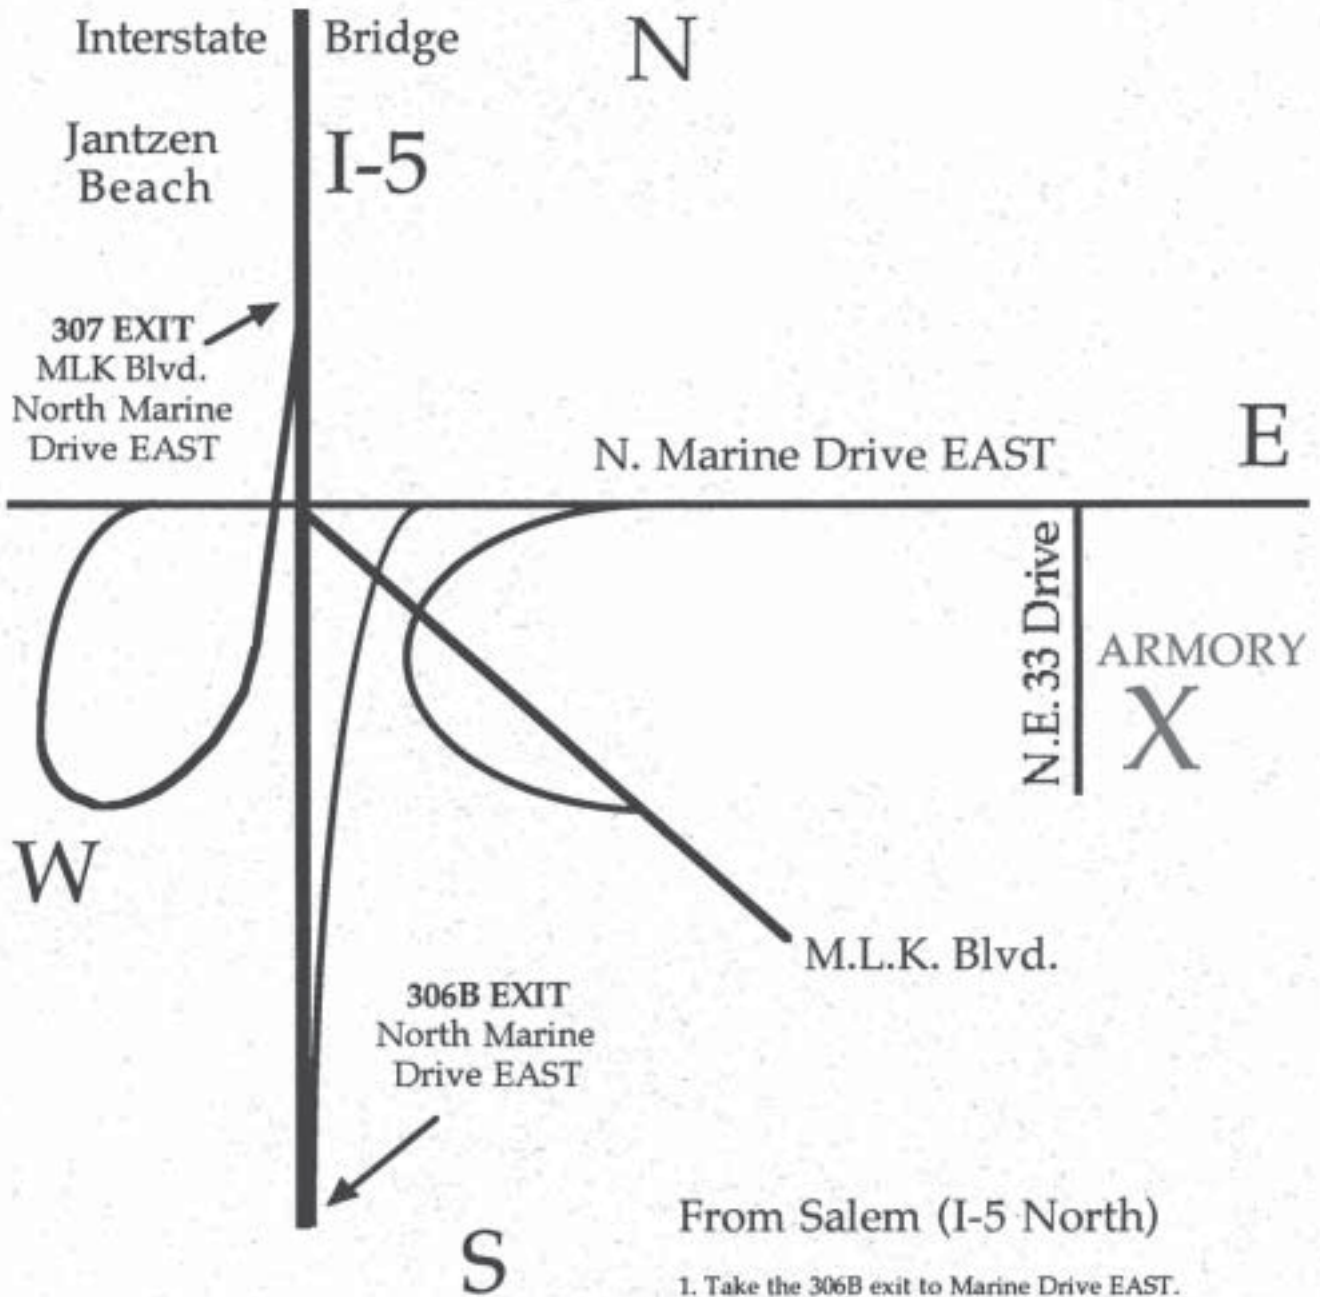 Interstate Bridge
N
Jantzen
Beach
I-5
307 EXIT
MLK Blvd.
North Marine
Drive EAST
N. Marine Drive EAST
E
N.E. 33 Drive
ARMORY
X
W
M.L.K. Blvd.
306B EXIT
North Marine
Drive EAST
S
From Salem (I-5 North)
1. Take the 306B exit to Marine Drive EAST.